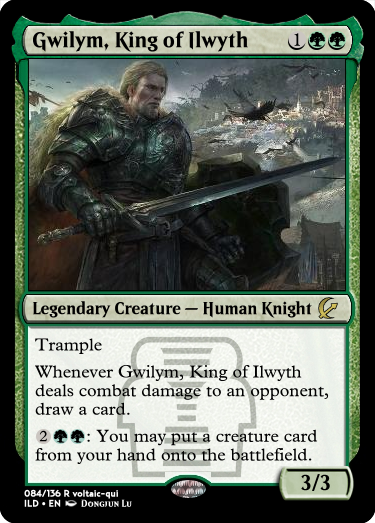 Gwilym, King of Ilwyth 1
Legendary Creature — Human Knight
Trample
Whenever Gwilym, King of Ilwyth
deals combat damage to an opponent,
draw a card.
2 : You may put a creature card
from your hand onto the battlefield.
3/3
084/136 R voltaic-qui
ILD • EN Dongjun Lu